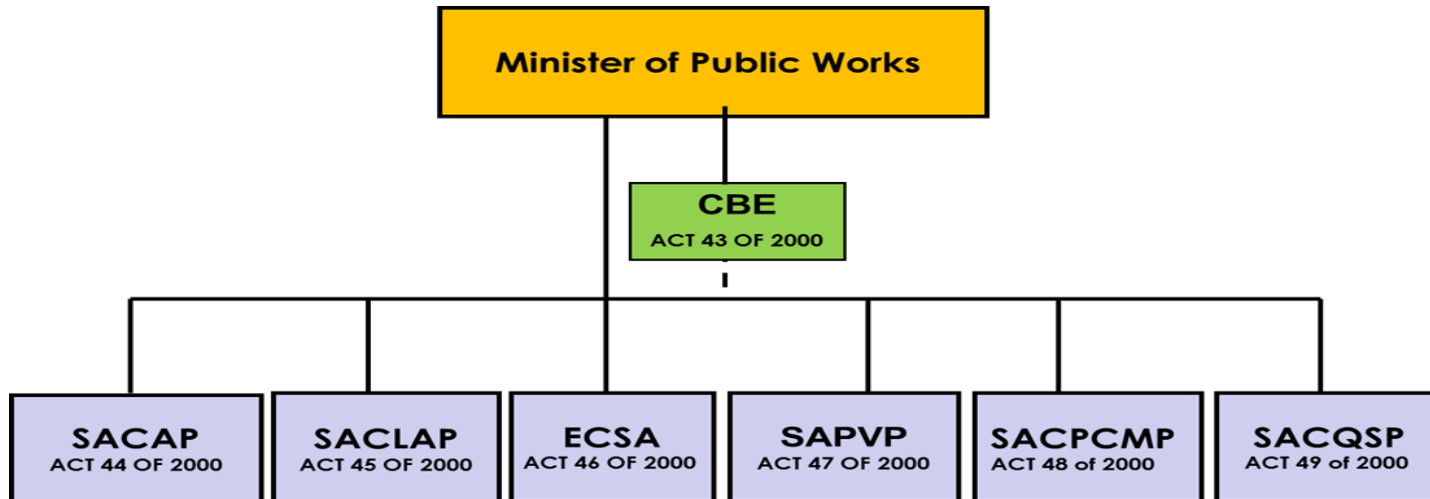 Minister of Public Works
CBE
ACT 43 OF 2000
SACAP
ACT 44 OF 2000
SACLAP
ACT 45 OF 2000
ECSA
ACT 46 OF 2000
SAPVP
ACT 47 OF 2000
SACPCMP
ACT 48 of 2000
SACQSP
ACT 49 of 2000